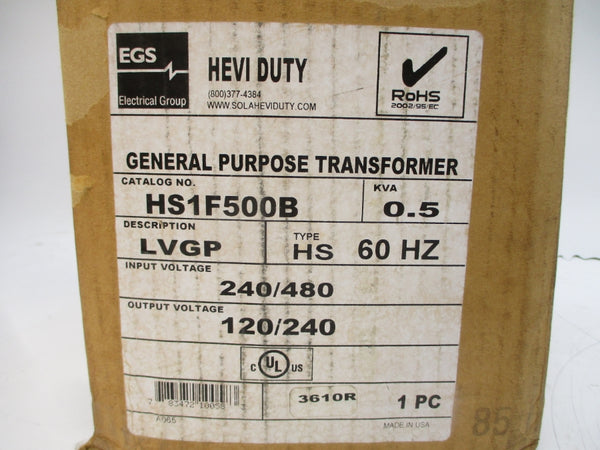 EGS
Electrical Group
HEVI DUTY
(800)377-4384
WWW.SOLAHEVIDUTY.COM
RoHS
2002/95/EC
GENERAL PURPOSE TRANSFORMER
CATALOG NO.
HS1F500B
KVA
0.5
DESCRIPTION
LVGP
TYPE
HS 60 HZ
INPUT VOLTAGE
240/480
OUTPUT VOLTAGE
120/240
C UL US
3610R
1 PC
MADE IN USA
85